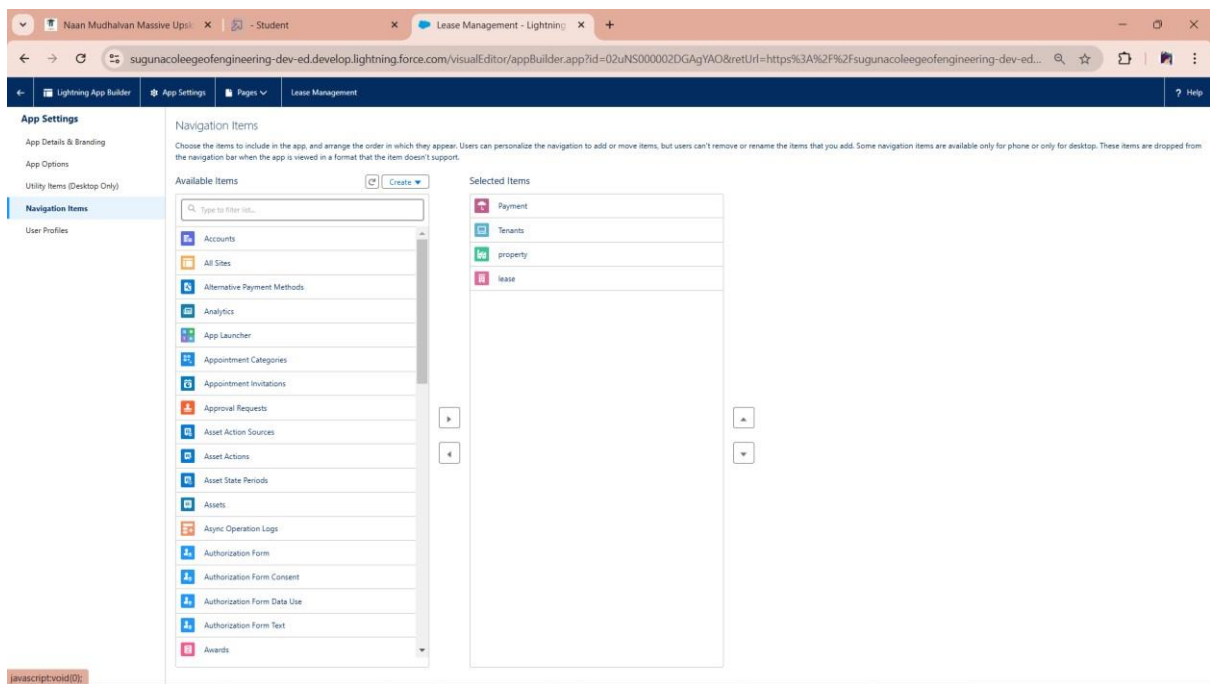 Naan Mudhalvan Massive Upski
- Student
Lease Management - Lightning
sugunacoleegeofengineering-dev-ed.develop.lightning.force.com/visualEditor/appBuilder.app?id=02uNS000002DGAgYAO&retUrl=https%3A%2F%2Fsugunacoleegeofengineering-dev-ed...
Lightning App Builder
App Settings
Pages
Lease Management
? Help
App Settings
App Details & Branding
App Options
Utility Items (Desktop Only)
Navigation Items
User Profiles
Navigation Items
Choose the items to include in the app, and arrange the order in which they appear. Users can personalize the navigation to add or move items, but users can't remove or rename the items that you add. Some navigation items are available only for phone or only for desktop. These items are dropped from
the navigation bar when the app is viewed in a format that the item doesn't support.
Available Items
Create
Type to filter list...
Accounts
All Sites
Alternative Payment Methods
Analytics
App Launcher
Appointment Categories
Appointment Invitations
Approval Requests
Asset Action Sources
Asset Actions
Asset State Periods
Assets
Async Operation Logs
Authorization Form
Authorization Form Consent
Authorization Form Data Use
Authorization Form Text
Awards
Selected Items
Payment
Tenants
property
lease
javascript:void(0);